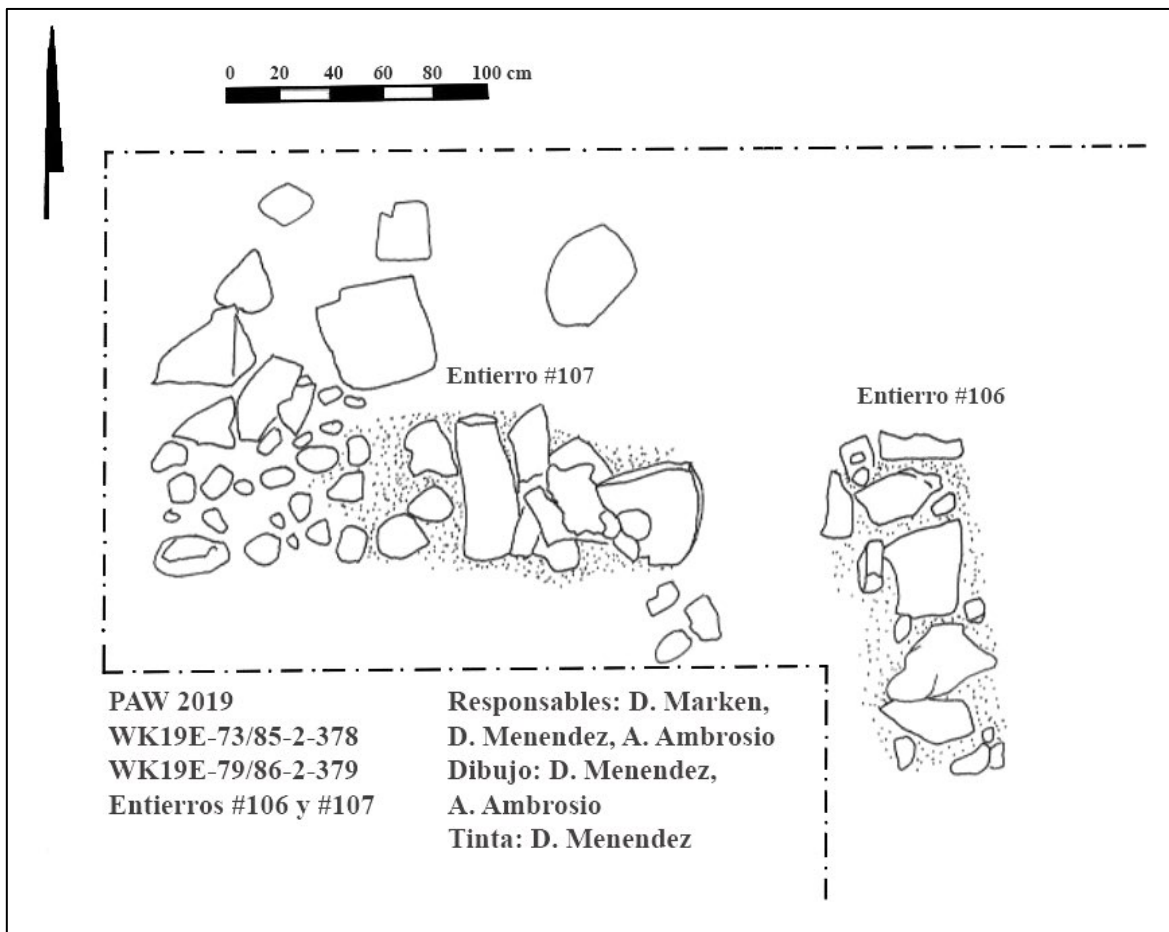 0 20 40 60 80 100 cm
Entierro #107
Entierro #106
PAW 2019
WK19E-73/85-2-378
WK19E-79/86-2-379
Entierros #106 y #107
Responsables: D. Marken,
D. Menendez, A. Ambrosio
Dibujo: D. Menendez,
A. Ambrosio
Tinta: D. Menendez